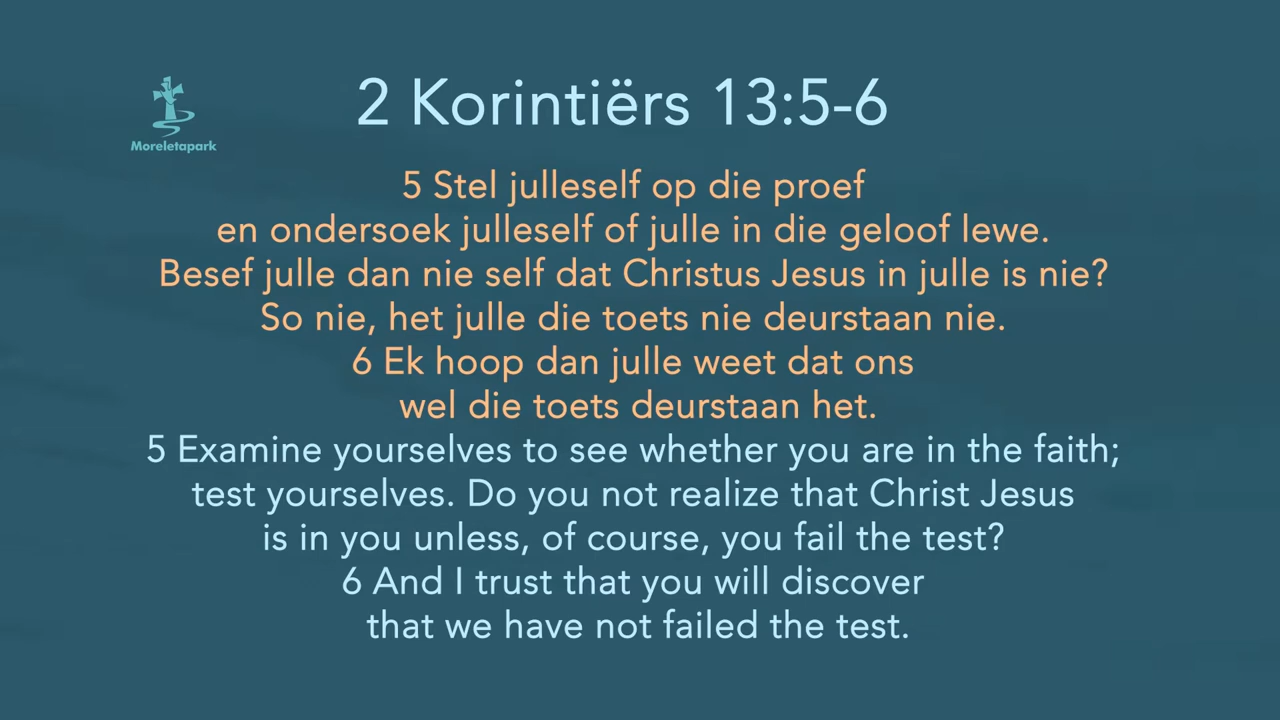 2 Korintiërs 13:5-6
Moreletapark
5 Stel julleself op die proef
en ondersoek julleself of julle in die geloof lewe.
Besef julle dan nie self dat Christus Jesus in julle is nie?
So nie, het julle die toets nie deurstaan nie.
6 Ek hoop dan julle weet dat ons
wel die toets deurstaan het.
5 Examine yourselves to see whether you are in the faith;
test yourselves. Do you not realize that Christ Jesus
is in you unless, of course, you fail the test?
6 And I trust that you will discover
that we have not failed the test.